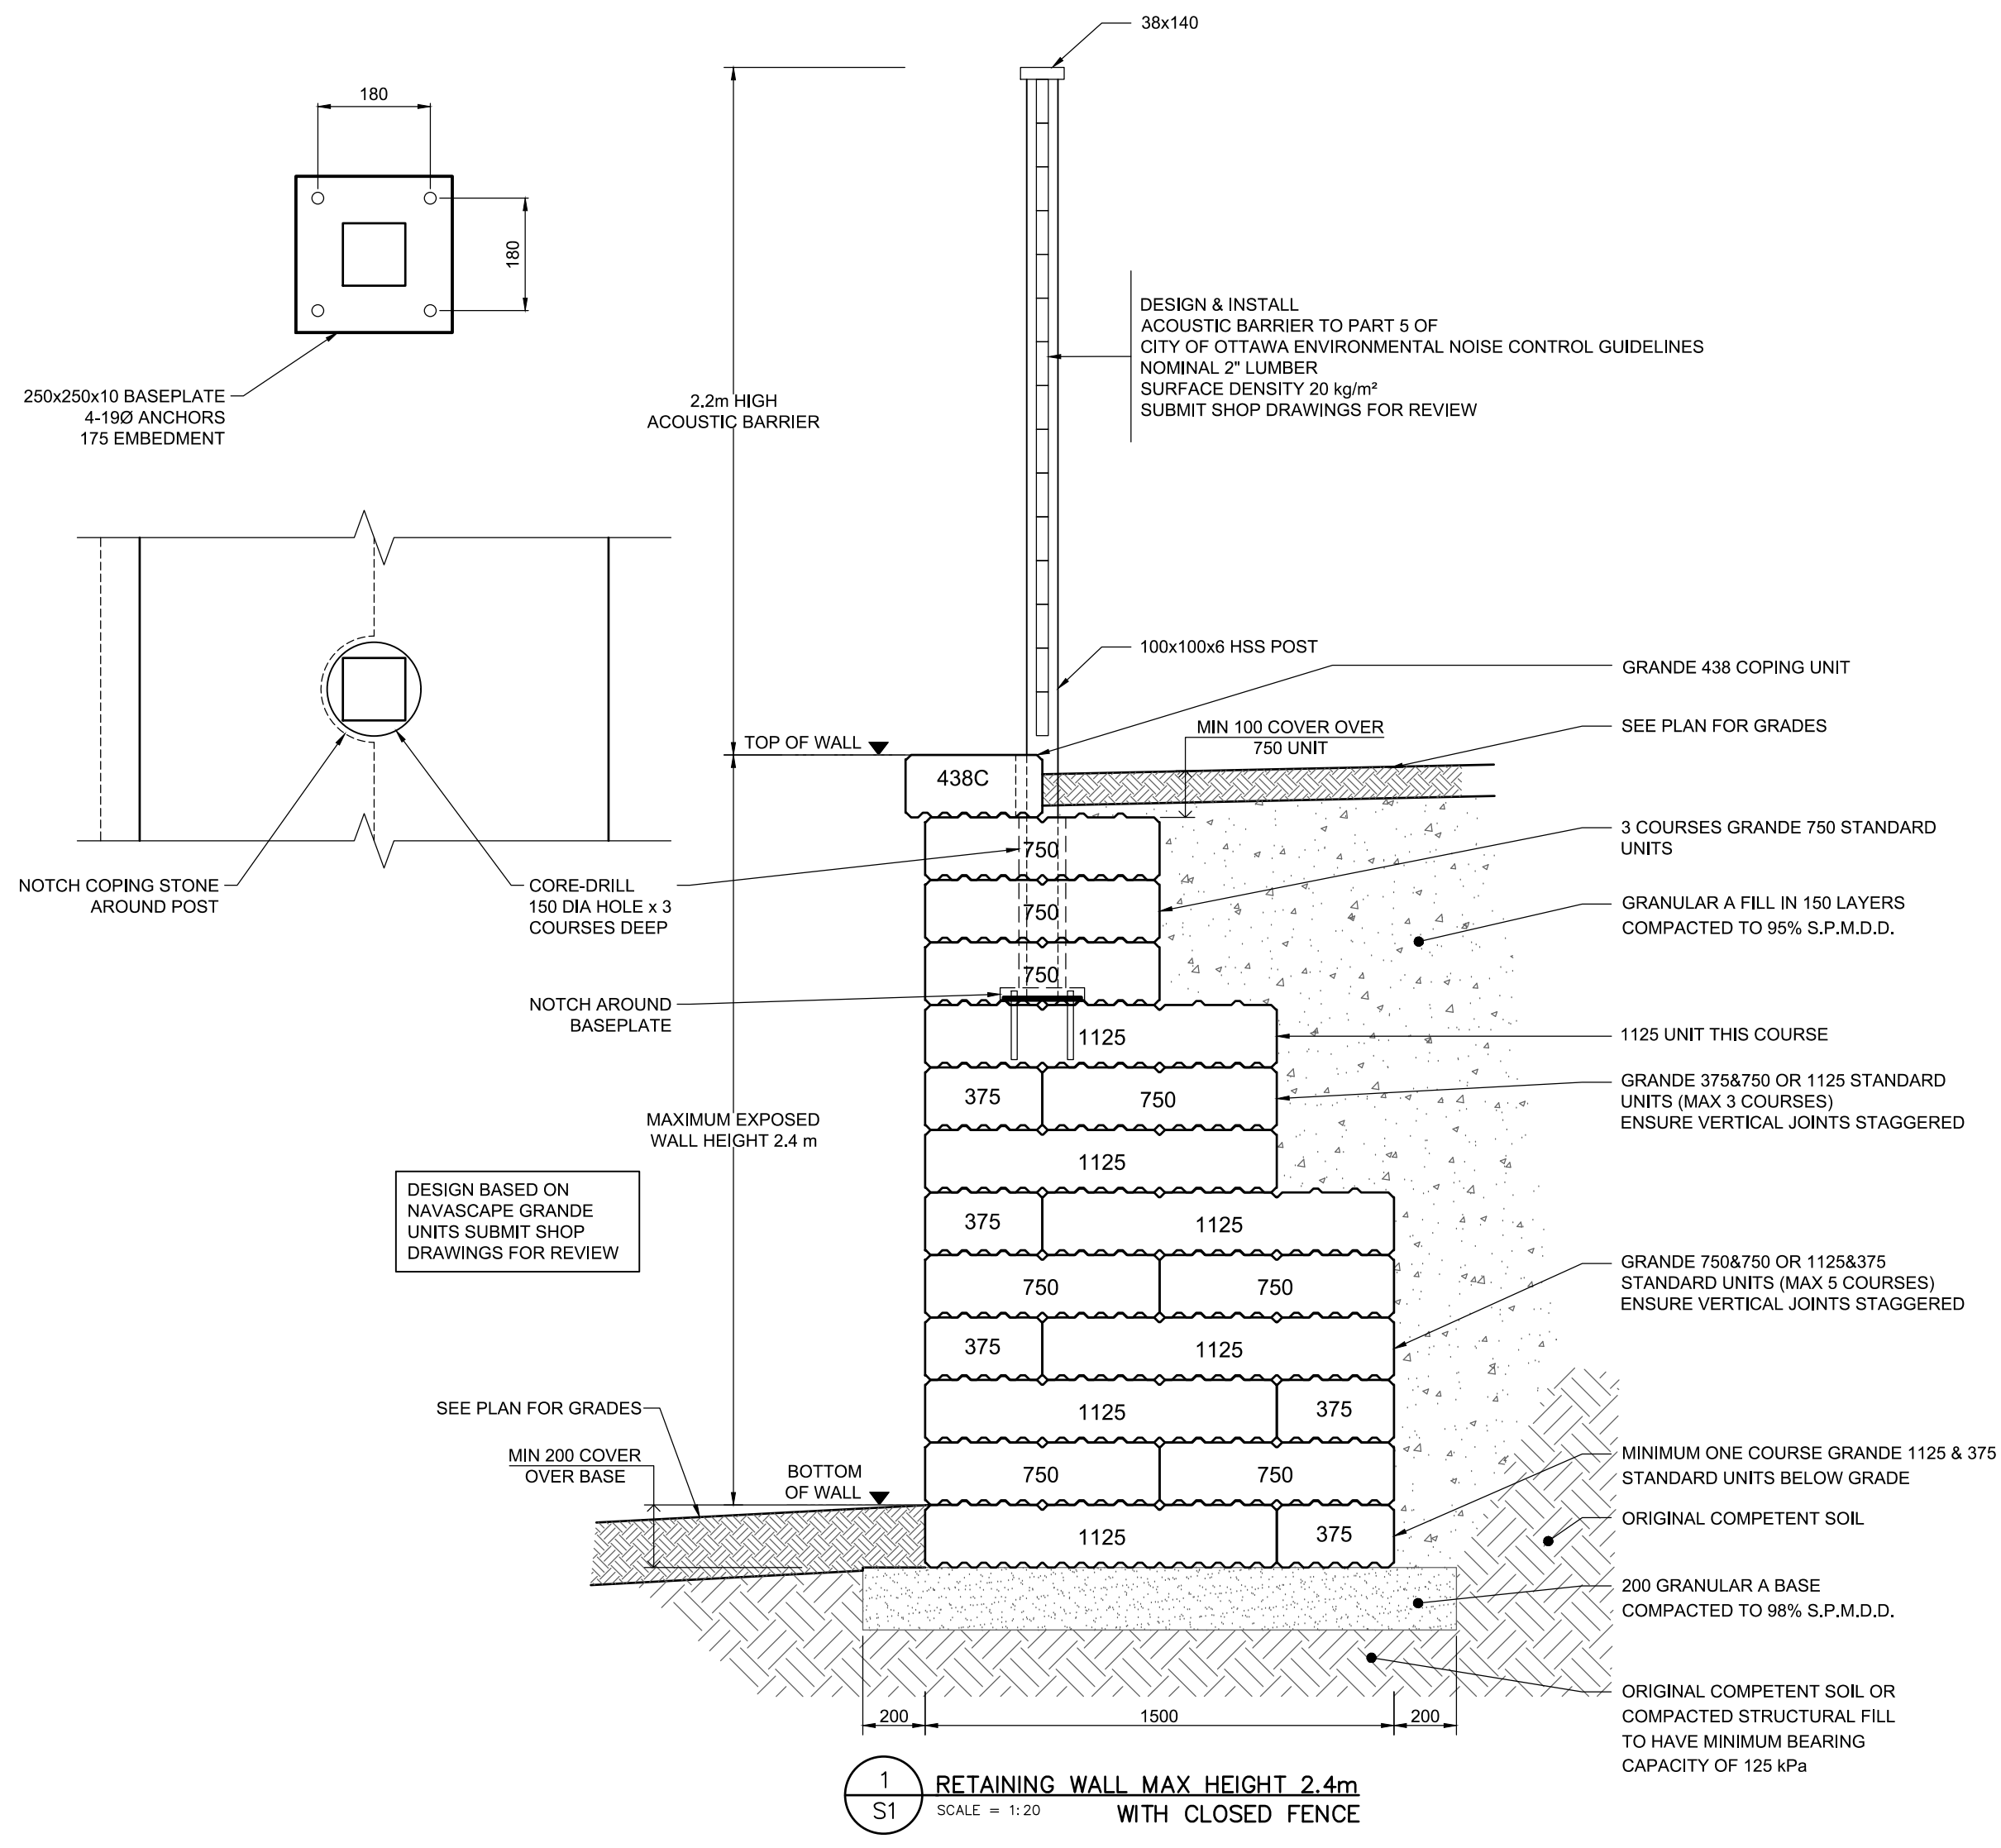 38x140
180
180
250x250x10 BASEPLATE
4-19Ø ANCHORS
175 EMBEDMENT
2.2m HIGH
ACOUSTIC BARRIER
DESIGN & INSTALL
ACOUSTIC BARRIER TO PART 5 OF
CITY OF OTTAWA ENVIRONMENTAL NOISE CONTROL GUIDELINES
NOMINAL 2" LUMBER
SURFACE DENSITY 20 kg/m²
SUBMIT SHOP DRAWINGS FOR REVIEW
100x100x6 HSS POST
GRANDE 438 COPING UNIT
MIN 100 COVER OVER
750 UNIT
SEE PLAN FOR GRADES
TOP OF WALL
438C
NOTCH COPING STONE
AROUND POST
CORE-DRILL
150 DIA HOLE x 3
COURSES DEEP
750
750
750
3 COURSES GRANDE 750 STANDARD
UNITS
GRANULAR A FILL IN 150 LAYERS
COMPACTED TO 95% S.P.M.D.D.
NOTCH AROUND
BASEPLATE
1125
1125 UNIT THIS COURSE
375
750
GRANDE 375&750 OR 1125 STANDARD
UNITS (MAX 3 COURSES)
ENSURE VERTICAL JOINTS STAGGERED
MAXIMUM EXPOSED
WALL HEIGHT 2.4 m
1125
DESIGN BASED ON
NAVASCAPE GRANDE
UNITS SUBMIT SHOP
DRAWINGS FOR REVIEW
375
1125
750
750
GRANDE 750&750 OR 1125&375
STANDARD UNITS (MAX 5 COURSES)
ENSURE VERTICAL JOINTS STAGGERED
375
1125
1125
375
SEE PLAN FOR GRADES
MIN 200 COVER
OVER BASE
BOTTOM
OF WALL
750
750
MINIMUM ONE COURSE GRANDE 1125 & 375
STANDARD UNITS BELOW GRADE
1125
375
ORIGINAL COMPETENT SOIL
200 GRANULAR A BASE
COMPACTED TO 98% S.P.M.D.D.
ORIGINAL COMPETENT SOIL OR
COMPACTED STRUCTURAL FILL
TO HAVE MINIMUM BEARING
CAPACITY OF 125 kPa
200
1500
200
1
S1
RETAINING WALL MAX HEIGHT 2.4m
SCALE = 1:20
WITH CLOSED FENCE